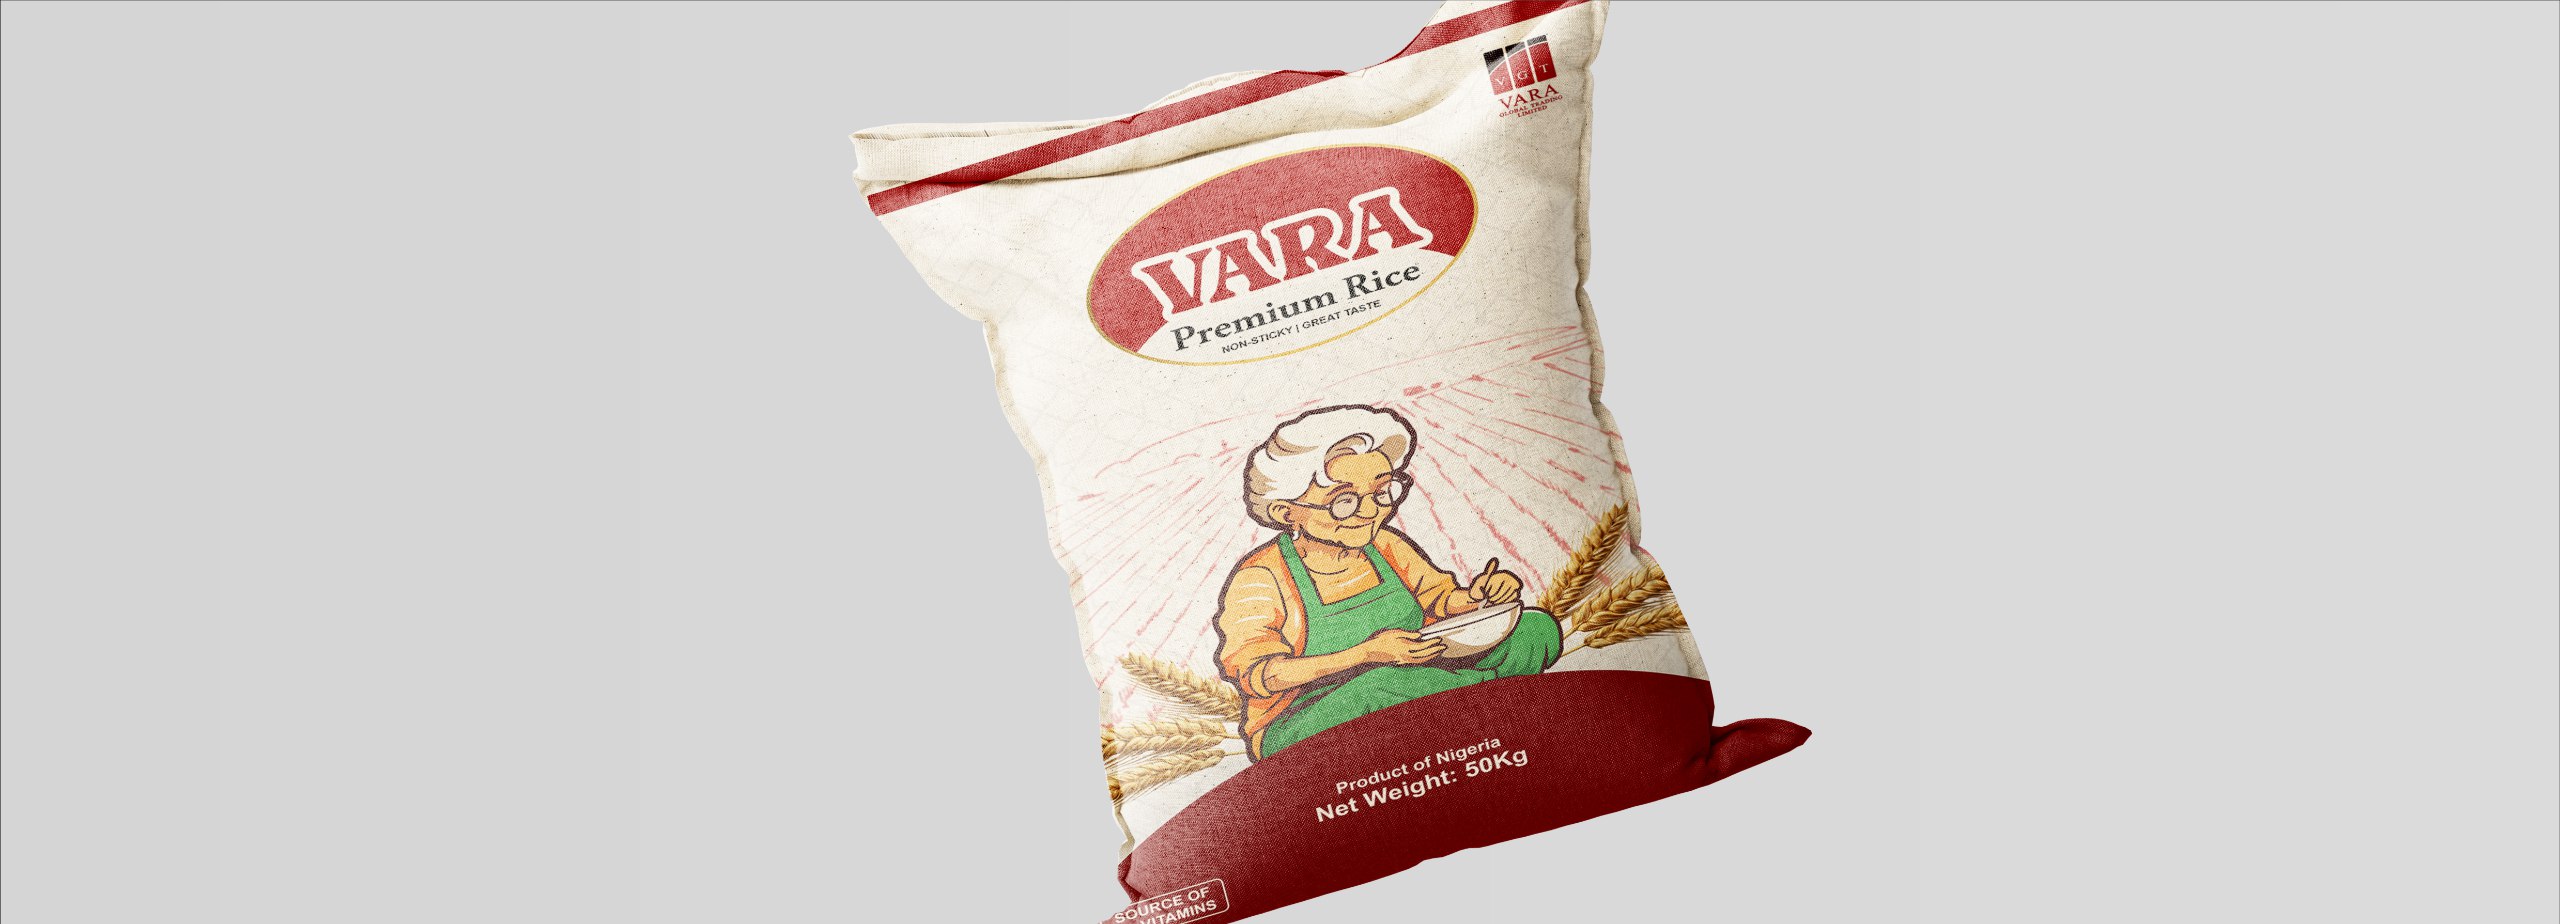 V G T
VARA
GLOBAL TRADING
LIMITED
VARA
Premium Rice
NON-STICKY | GREAT TASTE
Product of Nigeria
Net Weight: 50Kg
SOURCE OF
VITAMINS